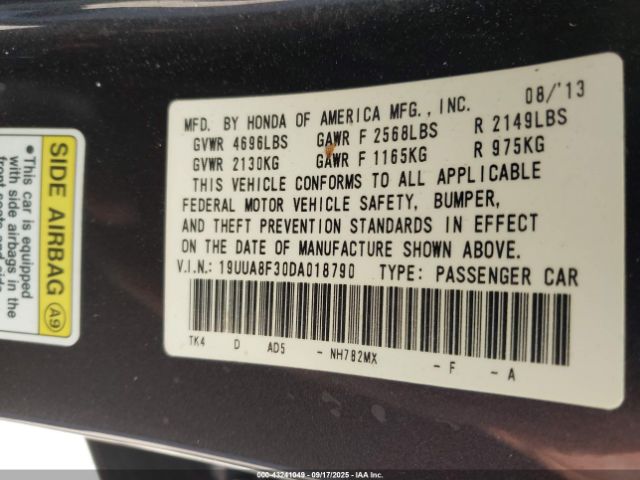 MFD. BY HONDA OF AMERICA MFG., INC. 08/'13
GVWR 4696LBS GAWR F 2568LBS R 2149LBS
GVWR 2130KG GAWR F 1165KG R 975KG
THIS VEHICLE CONFORMS TO ALL APPLICABLE
FEDERAL MOTOR VEHICLE SAFETY, BUMPER,
AND THEFT PREVENTION STANDARDS IN EFFECT
ON THE DATE OF MANUFACTURE SHOWN ABOVE.
V.I.N.: 19UUA8F30DA018790 TYPE: PASSENGER CAR
TK4 D AD5 - NH782MX - F - A
SIDE AIRBAG A9
• This car is equipped
with side airbags in the
front seats and side
000-43241049 - 09/17/2025 - IAA Inc.